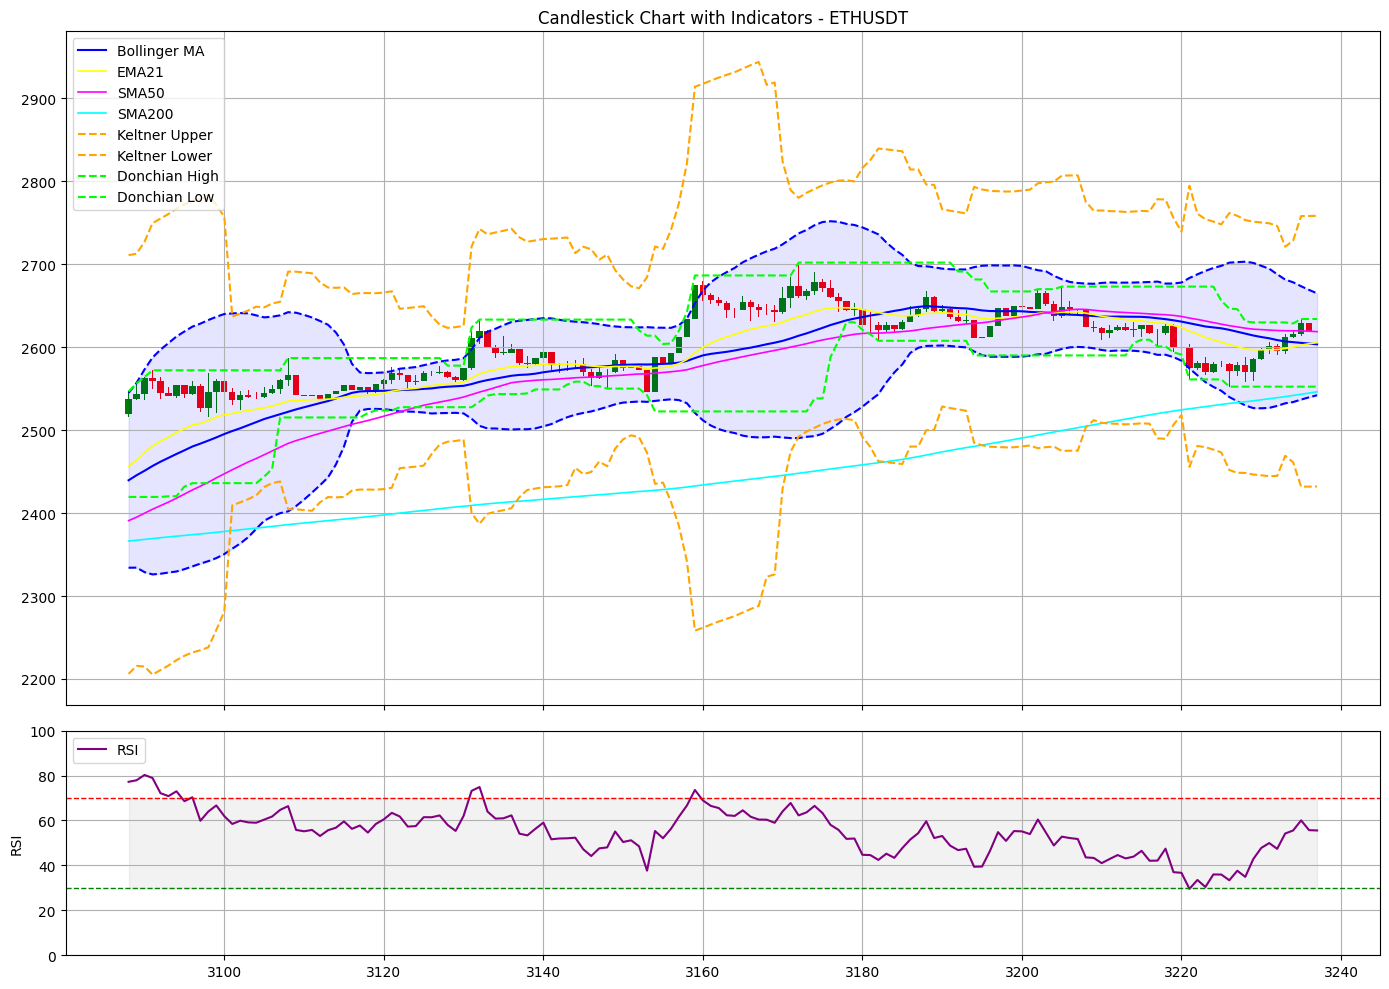 Candlestick Chart with Indicators - ETHUSDT
Bollinger MA
EMA21
SMA50
SMA200
Keltner Upper
Keltner Lower
Donchian High
Donchian Low
2900
2800
2700
2600
2500
2400
2300
2200
RSI
100
80
60
40
20
0
RSI
3100
3120
3140
3160
3180
3200
3220
3240